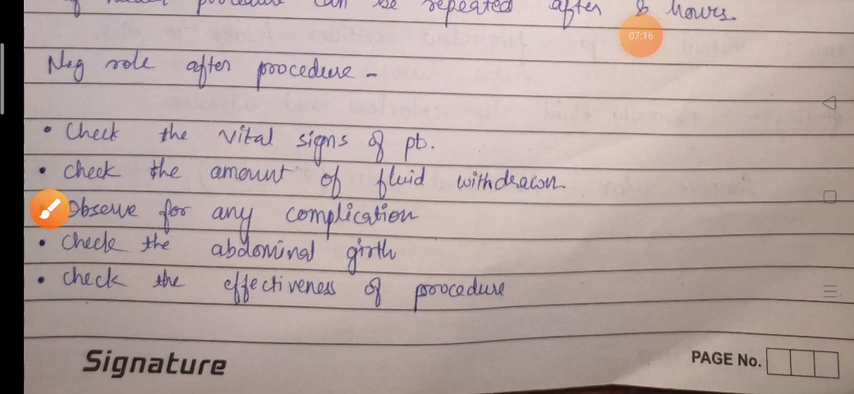 procedure can be repeated after 8 hours.
07:16
Nsg role after procedure -
• Check the vital signs of pt.
• check the amount of fluid withdrawn
Observe for any complication
• check the abdominal girth
• check the effectiveness of procedure
Signature
PAGE No.